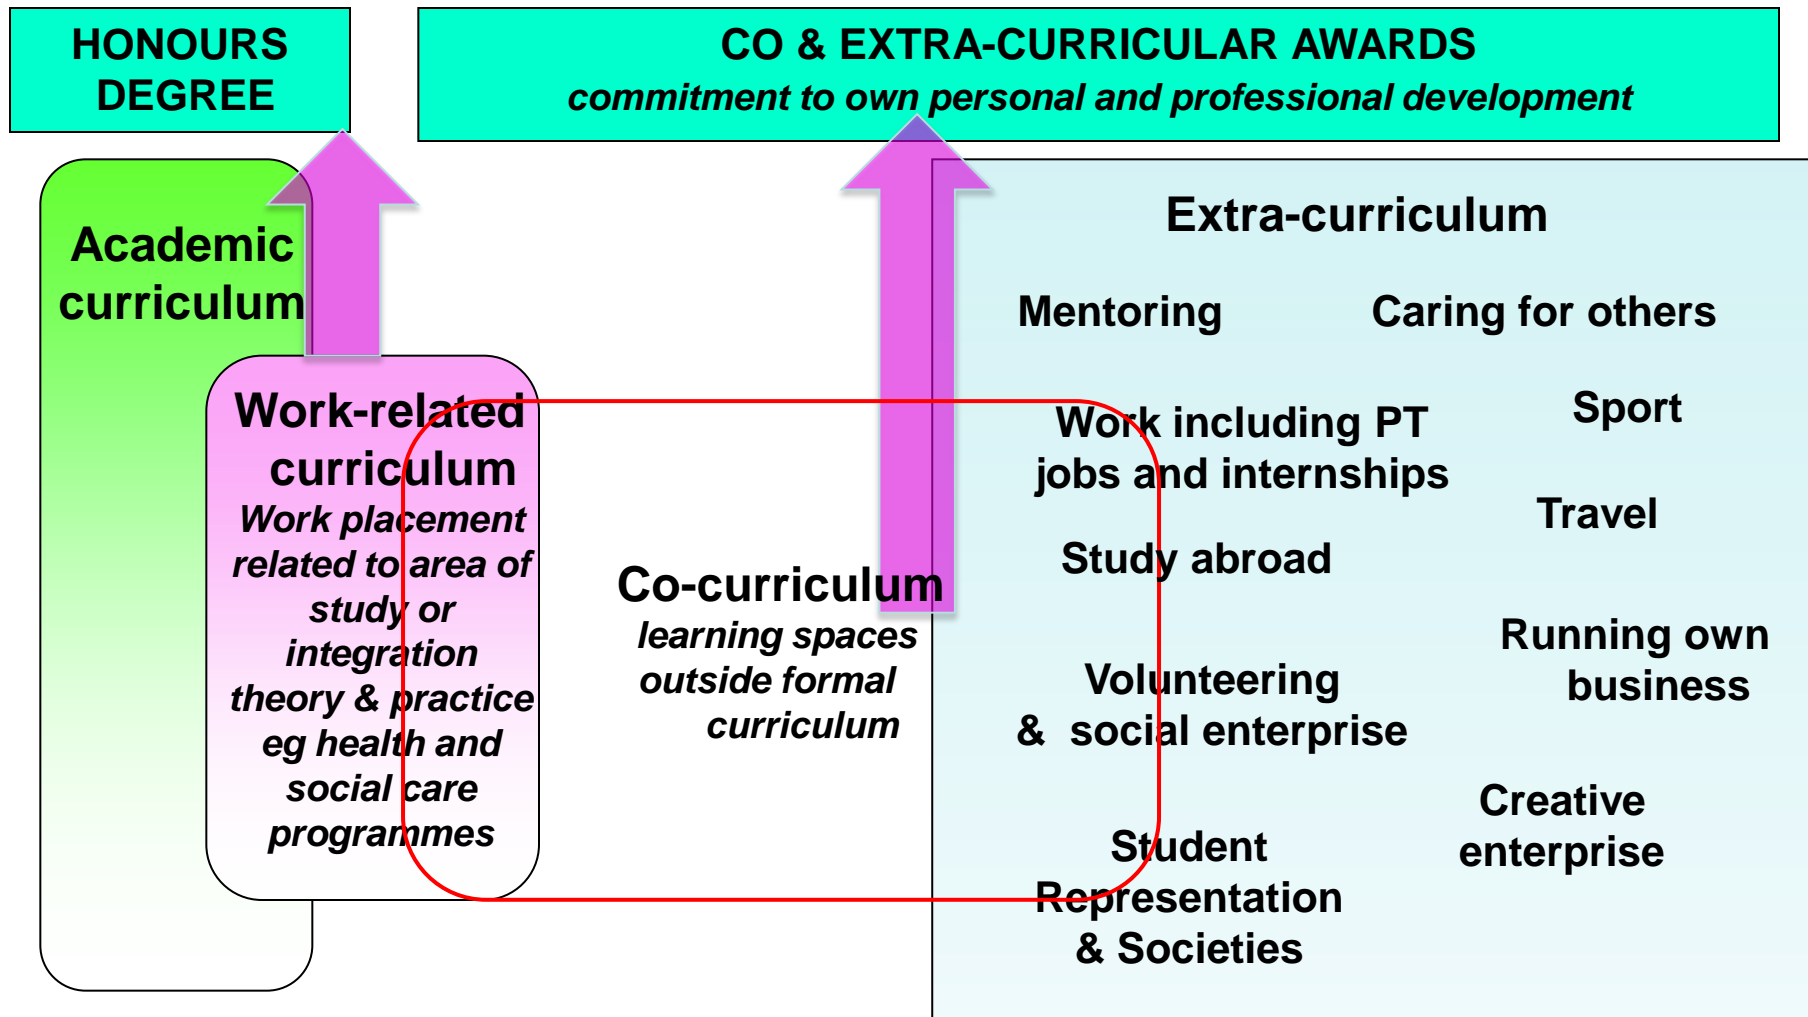 HONOURS
DEGREE
CO & EXTRA-CURRICULAR AWARDS
commitment to own personal and professional development
Academic
curriculum
Work-related
curriculum
Work placement
related to area of
study or
integration
theory & practice
eg health and
social care
programmes
Co-curriculum
learning spaces
outside formal
curriculum
Extra-curriculum
Mentoring
Caring for others
Work including PT
jobs and internships
Sport
Travel
Study abroad
Running own
business
Volunteering
& social enterprise
Creative
enterprise
Student
Representation
& Societies